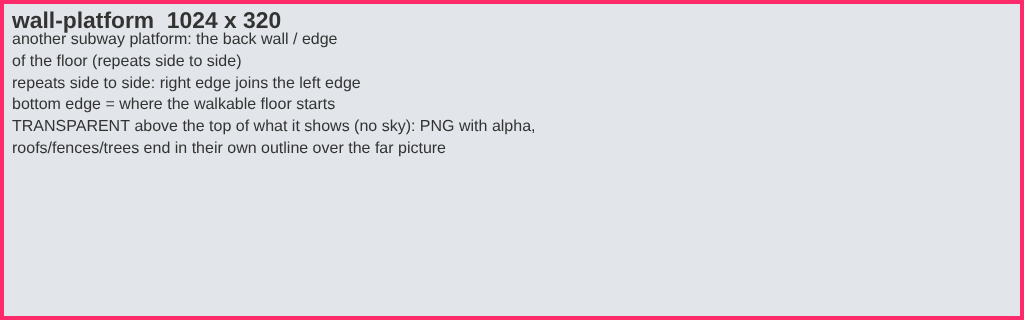 wall-platform  1024 x 320
another subway platform: the back wall / edge
of the floor (repeats side to side)
repeats side to side: right edge joins the left edge
bottom edge = where the walkable floor starts
TRANSPARENT above the top of what it shows (no sky): PNG with alpha,
roofs/fences/trees end in their own outline over the far picture